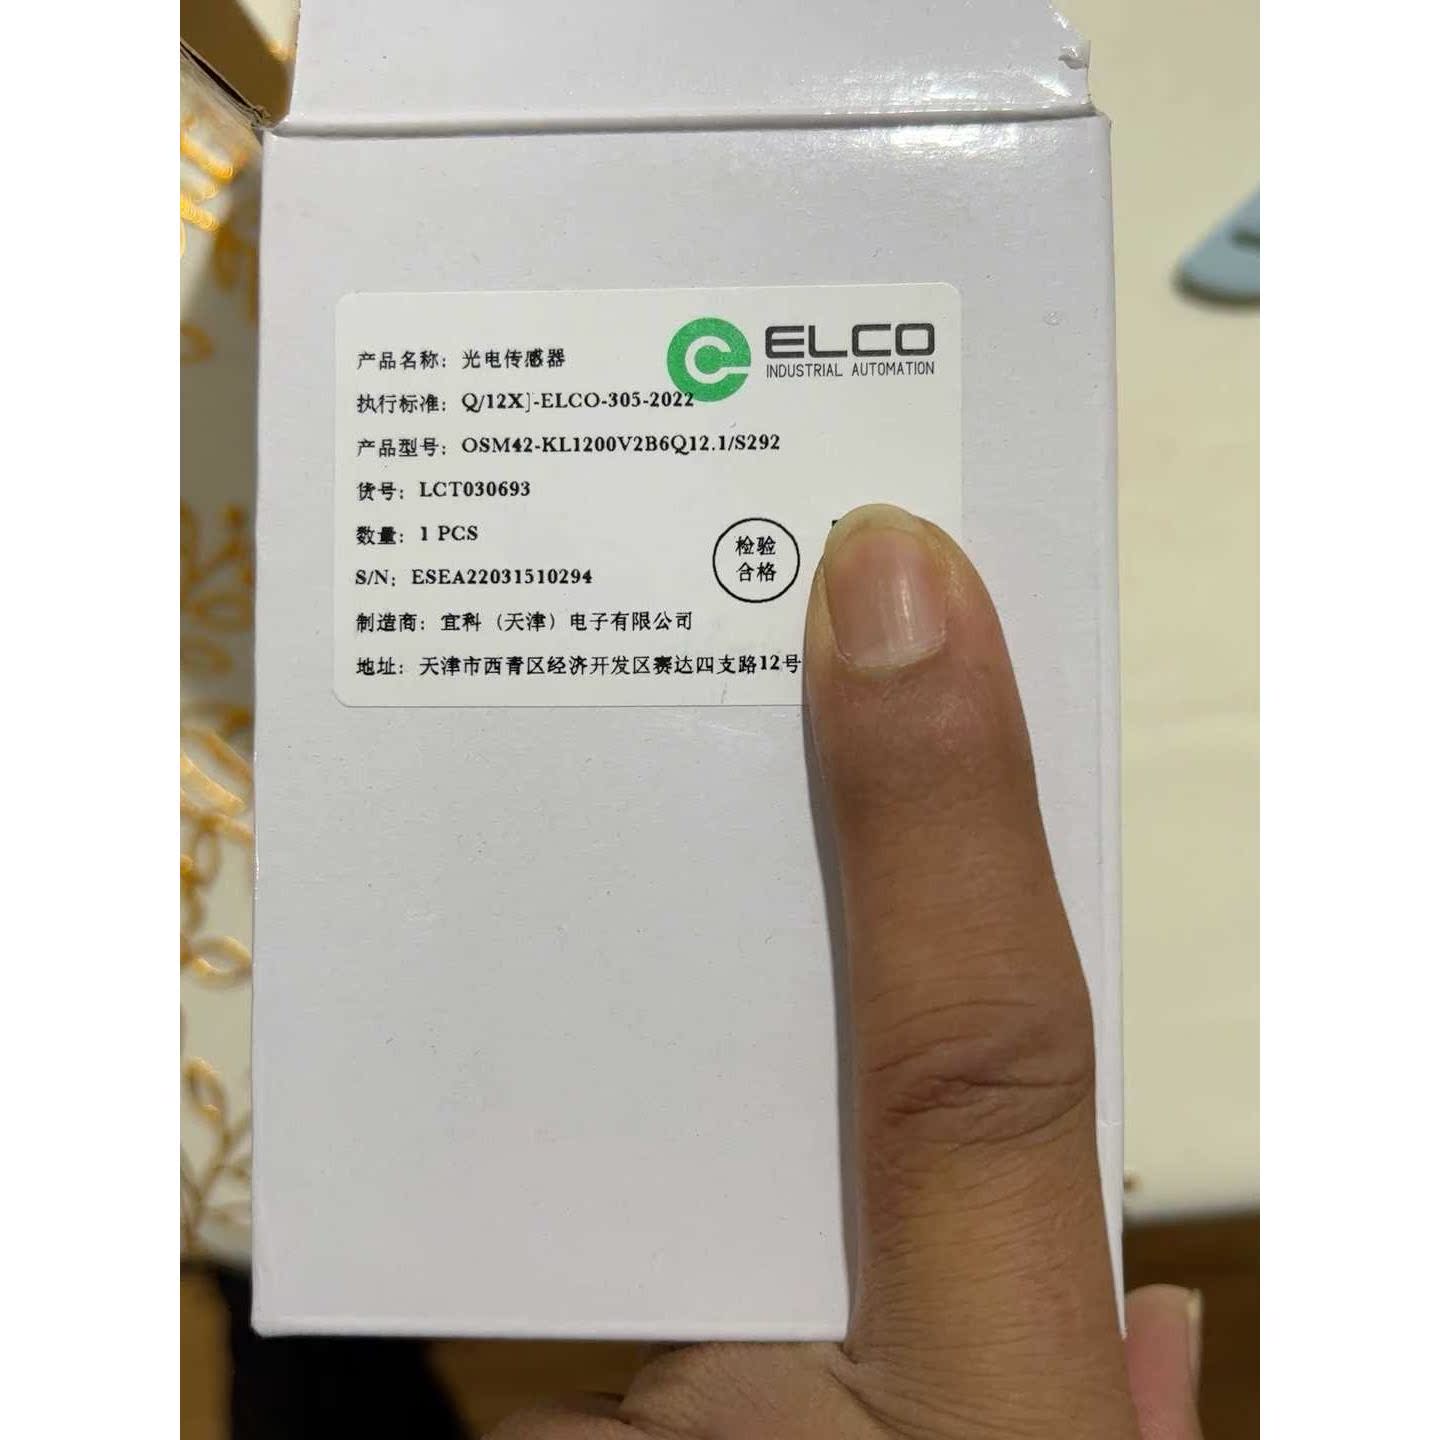 ELCO
INDUSTRIAL AUTOMATION
产品名称：光电传感器
执行标准：Q/12XJ-ELCO-305-2022
产品型号：OSM42-KL1200V2B6Q12.1/S292
货号：LCT030693
数量：1 PCS
检验
合格
S/N：ESEA22031510294
制造商：宜科（天津）电子有限公司
地址：天津市西青区经济开发区赛达四支路12号